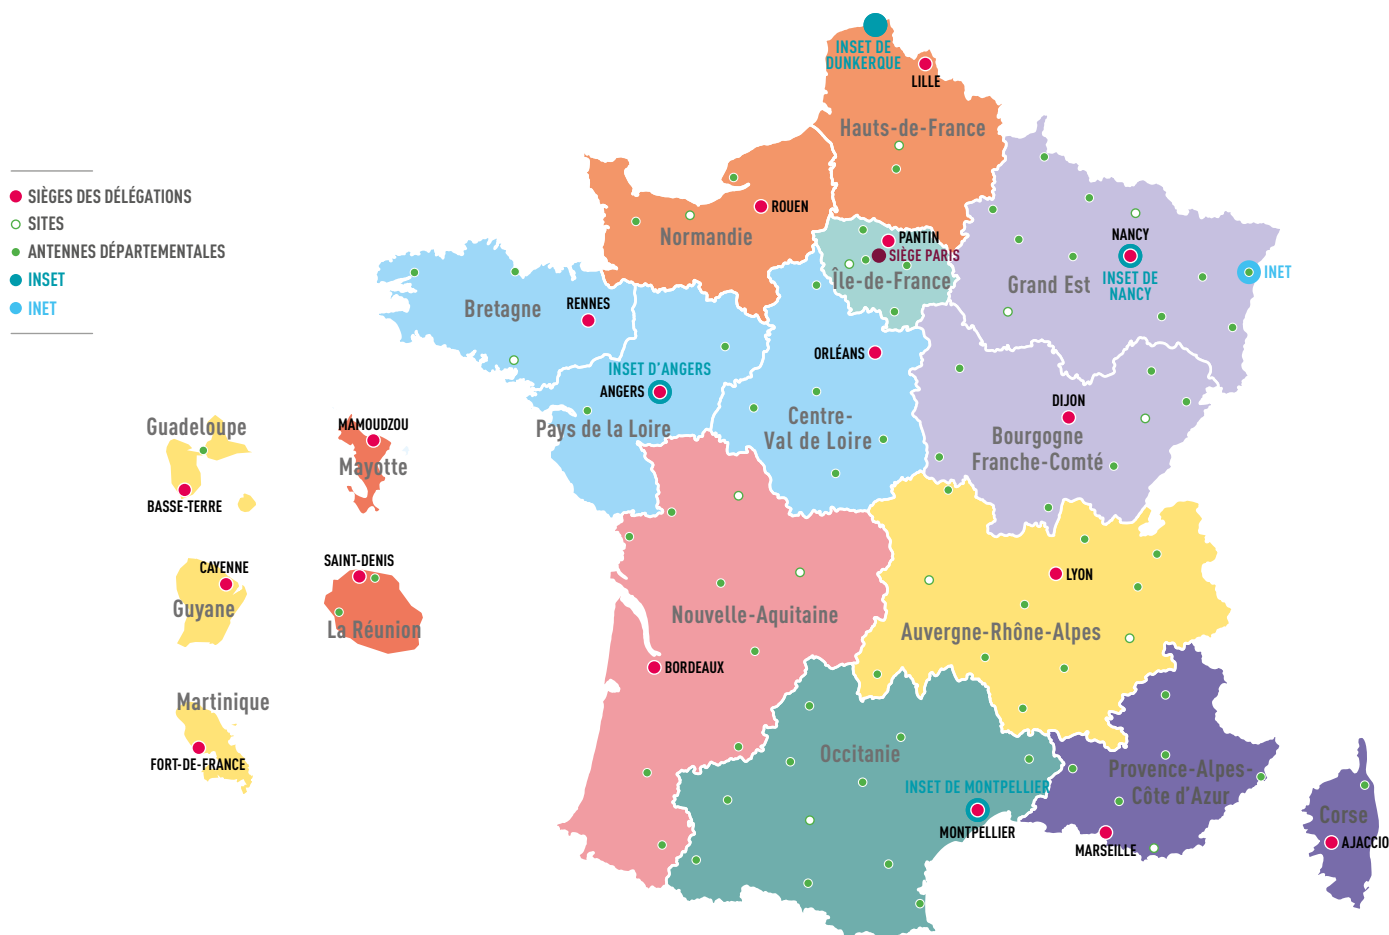 SIÈGES DES DÉLÉGATIONS
SITES
ANTENNES DÉPARTEMENTALES
INSET
INET
INSET DE
DUNKERQUE
LILLE
Hauts-de-France
ROUEN
Normandie
PANTIN
SIÈGE PARIS
Île-de-France
NANCY
INSET DE
NANCY
Grand Est
INET
Bretagne
RENNES
ORLÉANS
INSET D'ANGERS
ANGERS
Pays de la Loire
Centre-
Val de Loire
DIJON
Bourgogne
Franche-Comté
Guadeloupe
BASSE-TERRE
MAMOUDZOU
Mayotte
CAYENNE
Guyane
SAINT-DENIS
La Réunion
Martinique
FORT-DE-FRANCE
Nouvelle-Aquitaine
BORDEAUX
LYON
Auvergne-Rhône-Alpes
Occitanie
INSET DE MONTPELLIER
MONTPELLIER
Provence-Alpes-
Côte d'Azur
MARSEILLE
Corse
AJACCIO